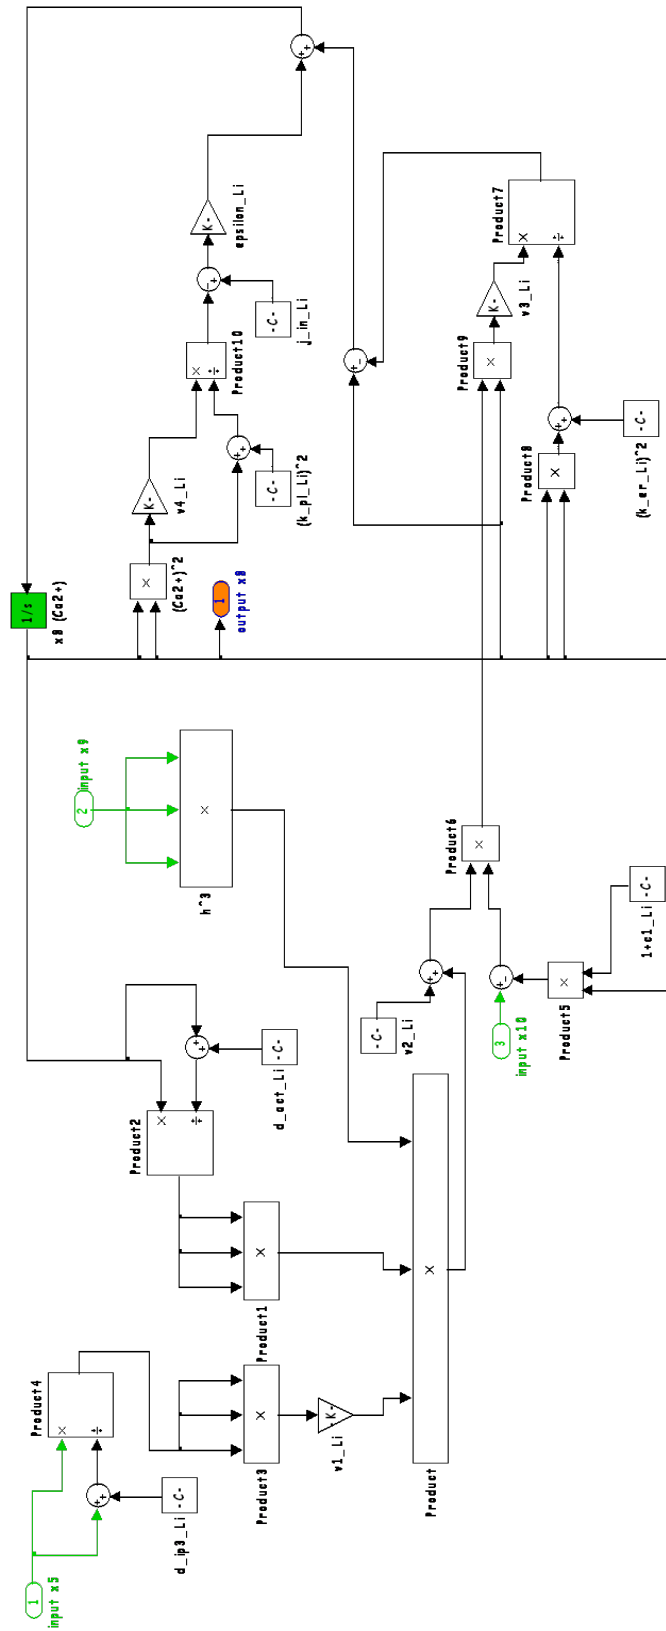 1
input x5
Product4
×
÷
++
d_ip3_Li
-C-
Product3
×
v1_Li
-K-
Product
×
Product1
×
Product2
×
÷
++
d_act_Li
-C-
h^3
×
2
input x9
v2_Li
-C-
++
3
input x10
+-
Product5
×
1+c1_Li
-C-
Product6
×
1/s
x8 (Ca2+)
(Ca2+)^2
×
1
output x8
v4_Li
K-
(k_pl_Li)^2
-C-
++
Product10
×
÷
j_in_Li
-C-
-+
epsilon_Li
K-
++
+-
Product9
×
v3_Li
K-
Product8
×
(k_er_Li)^2
-C-
++
Product7
×
÷